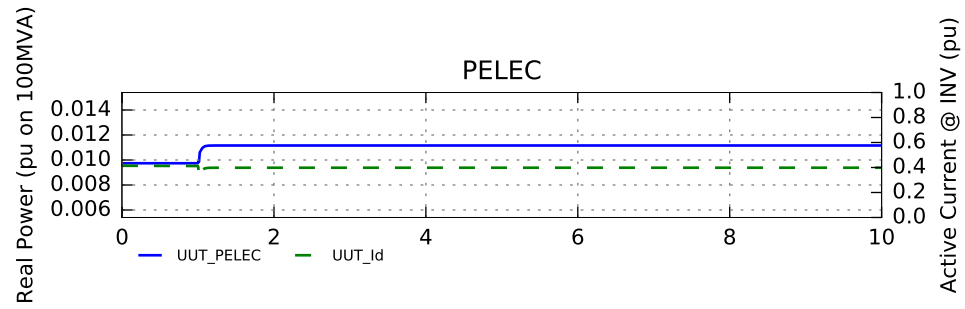 PELEC
Real Power (pu on 100MVA)
0.014
0.012
0.010
0.008
0.006
1.0
0.8
0.6
0.4
0.2
0.0
Active Current @ INV (pu)
0 2 4 6 8 10
UUT_PELEC UUT_Id